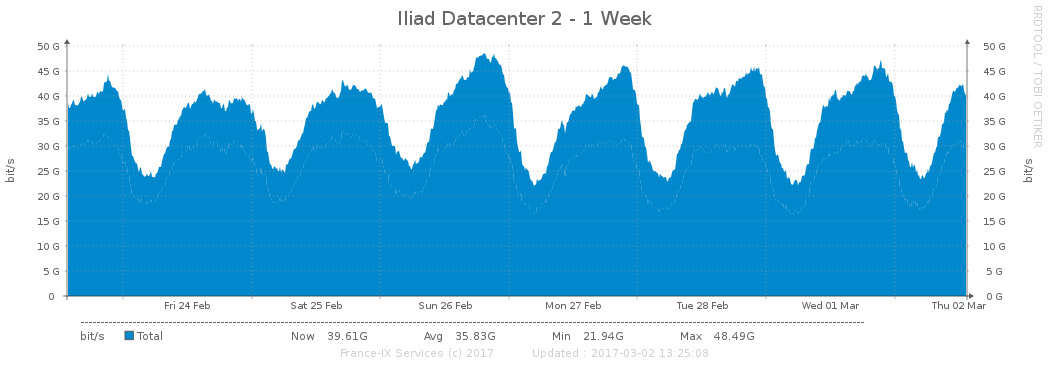 Iliad Datacenter 2 - 1 Week
RRDTOOL / TOBI OETIKER
50 G 50 G
45 G 45 G
40 G 40 G
35 G 35 G
30 G 30 G
25 G 25 G
20 G 20 G
15 G 15 G
10 G 10 G
5 G 5 G
0 0 G
bit/s bit/s
Fri 24 Feb Sat 25 Feb Sun 26 Feb Mon 27 Feb Tue 28 Feb Wed 01 Mar Thu 02 Mar
bit/s Total Now 39.61G Avg 35.83G Min 21.94G Max 48.49G
France-IX Services (c) 2017 Updated : 2017-03-02 13:25:08